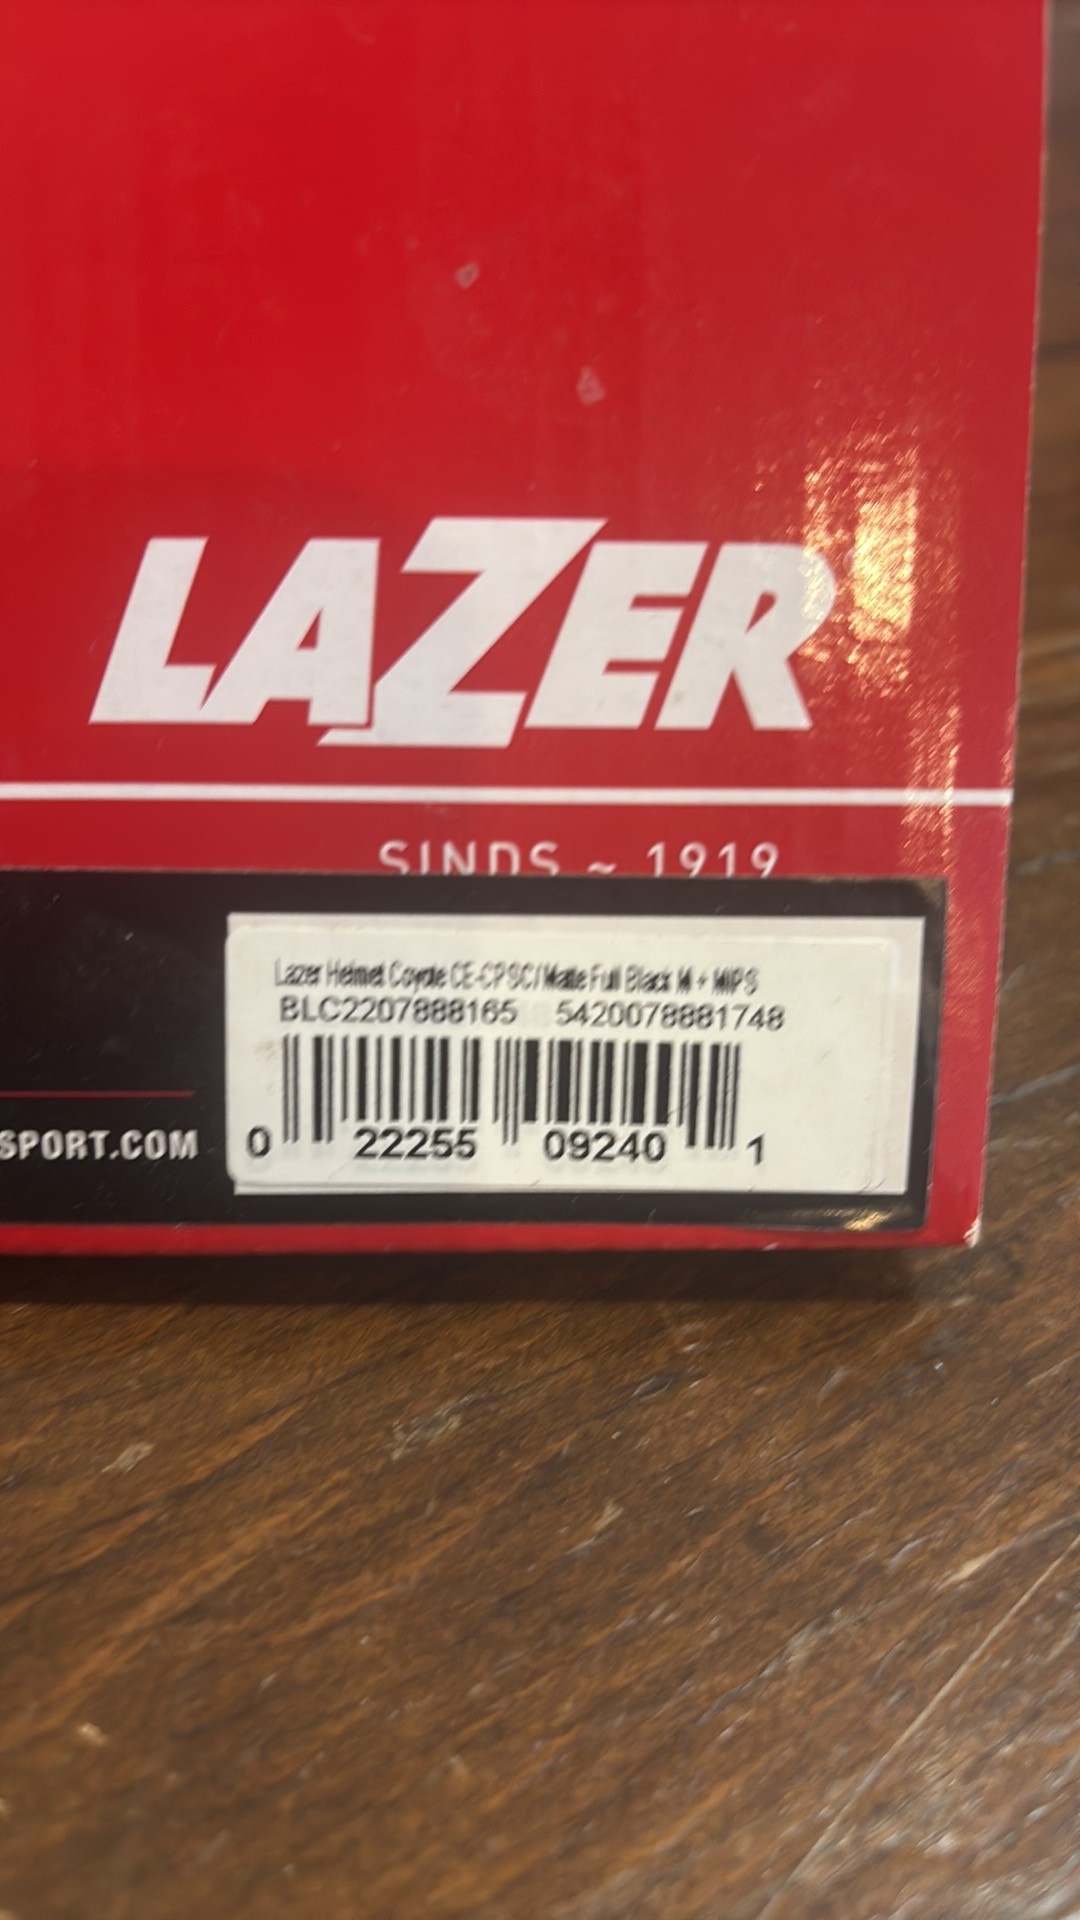 LAZER
SINDS ~ 1919
Lazer Helmet Coyote CE-CPSC/Matte Full Black M + MIPS
BLC2207888165 5420078881748
SPORT.COM
0 22255 09240 1